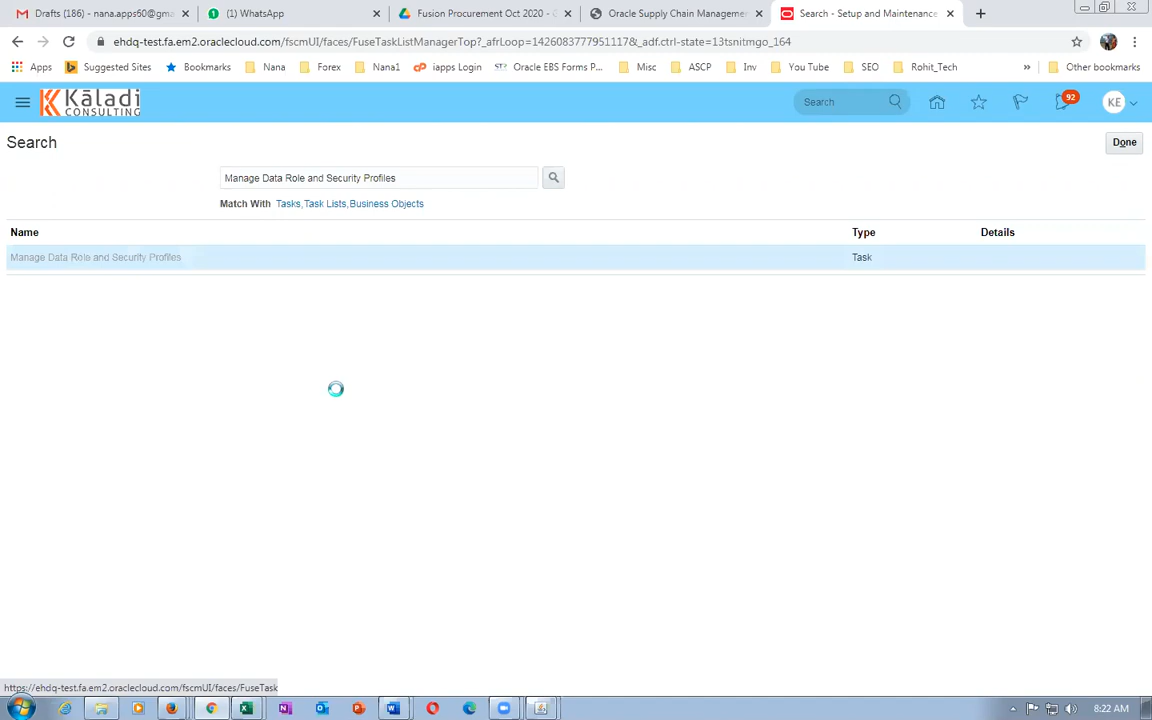 Drafts (186) - nana.apps60@gma
(1) WhatsApp
Fusion Procurement Oct 2020 -
Oracle Supply Chain Manageme
Search - Setup and Maintenance
ehdq-test.fa.em2.oraclecloud.com/fscmUI/faces/FuseTaskListManagerTop?_afrLoop=1426083777951117&_adf.ctrl-state=13tsnitmgo_164
Apps Suggested Sites Bookmarks Nana Forex Nana1 iapps Login Oracle EBS Forms P... Misc ASCP Inv You Tube SEO Rohit_Tech » Other bookmarks
Kaladi
CONSULTING
Search
92
KE
Search
Done
Manage Data Role and Security Profiles
Match With Tasks, Task Lists, Business Objects
Name Type Details
Manage Data Role and Security Profiles Task
https://ehdq-test.fa.em2.oraclecloud.com/fscmUI/faces/FuseTask
8:22 AM